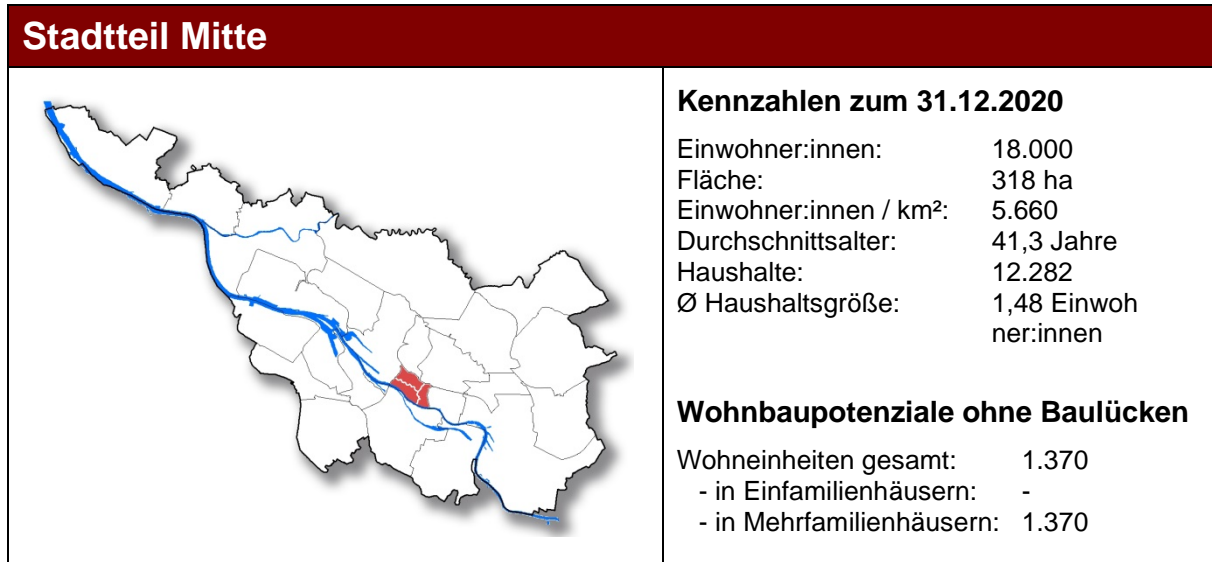 Stadtteil Mitte
Kennzahlen zum 31.12.2020
Einwohner:innen: 18.000
Fläche: 318 ha
Einwohner:innen / km²: 5.660
Durchschnittsalter: 41,3 Jahre
Haushalte: 12.282
Ø Haushaltsgröße: 1,48 Einwoh
ner:innen
Wohnbaupotenziale ohne Baulücken
Wohneinheiten gesamt: 1.370
- in Einfamilienhäusern: -
- in Mehrfamilienhäusern: 1.370